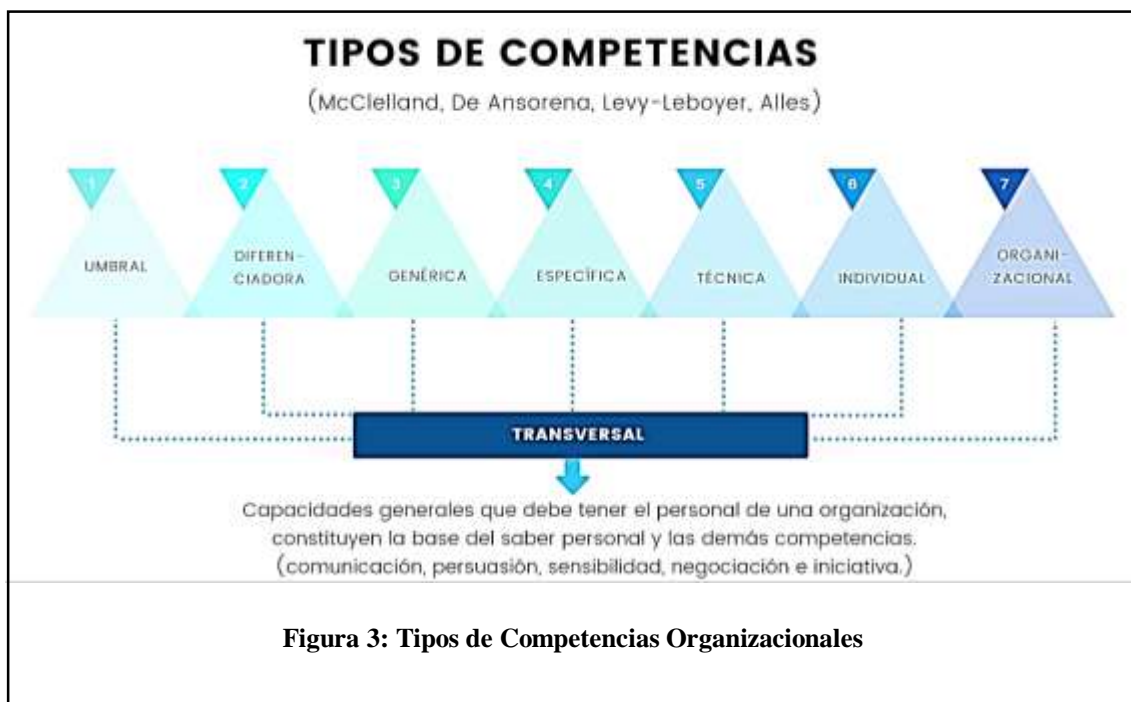 TIPOS DE COMPETENCIAS
(McClelland, De Ansorena, Levy-Leboyer, Alles)
1
2
3
4
5
6
7
UMBRAL
DIFEREN-
CIADORA
GENÉRICA
ESPECÍFICA
TÉCNICA
INDIVIDUAL
ORGANI-
ZACIONAL
TRANSVERSAL
Capacidades generales que debe tener el personal de una organización,
constituyen la base del saber personal y las demás competencias.
(comunicación, persuasión, sensibilidad, negociación e iniciativa.)
Figura 3: Tipos de Competencias Organizacionales